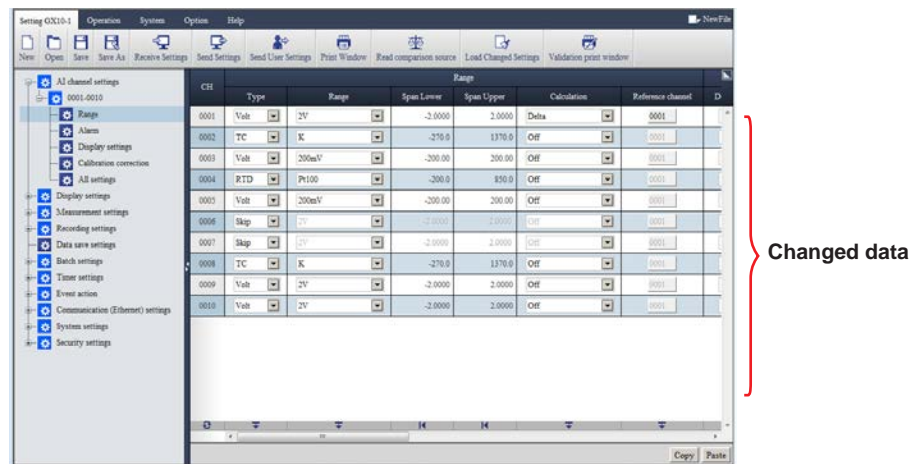 Setting GX10-1 Operation System Option Help NewFile
New Open Save Save As Receive Settings Send Settings Send User Settings Print Window Read comparison source Load Changed Settings Validation print window
AI channel settings
0001-0010
Range
Alarm
Display settings
Calibration correction
All settings
Display settings
Measurement settings
Recording settings
Data save settings
Batch settings
Timer settings
Event action
Communication (Ethernet) settings
System settings
Security settings
Range
CH Type Range Span Lower Span Upper Calculation Reference channel D
0001 Volt 2V -2.0000 2.0000 Delta 0001
0002 TC K -270.0 1370.0 Off 0001
0003 Volt 200mV -200.00 200.00 Off 0001
0004 RTD Pt100 -200.0 850.0 Off 0001
0005 Volt 200mV -200.00 200.00 Off 0001
0006 Skip 2V -2.0000 2.0000 Off 0001
0007 Skip 2V -2.0000 2.0000 Off 0001
0008 TC K -270.0 1370.0 Off 0001
0009 Volt 2V -2.0000 2.0000 Off 0001
0010 Volt 2V -2.0000 2.0000 Off 0001
Copy Paste
Changed data